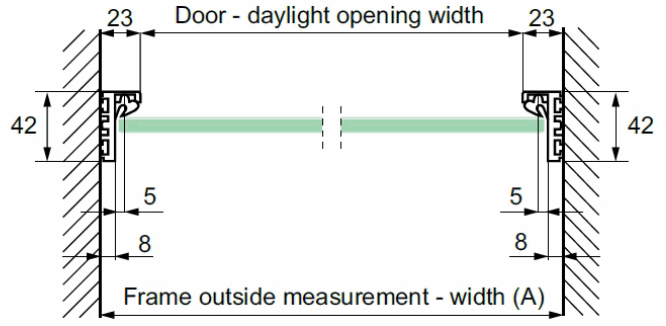 23 Door - daylight opening width 23
42 42
5 5
8 8
Frame outside measurement - width (A)